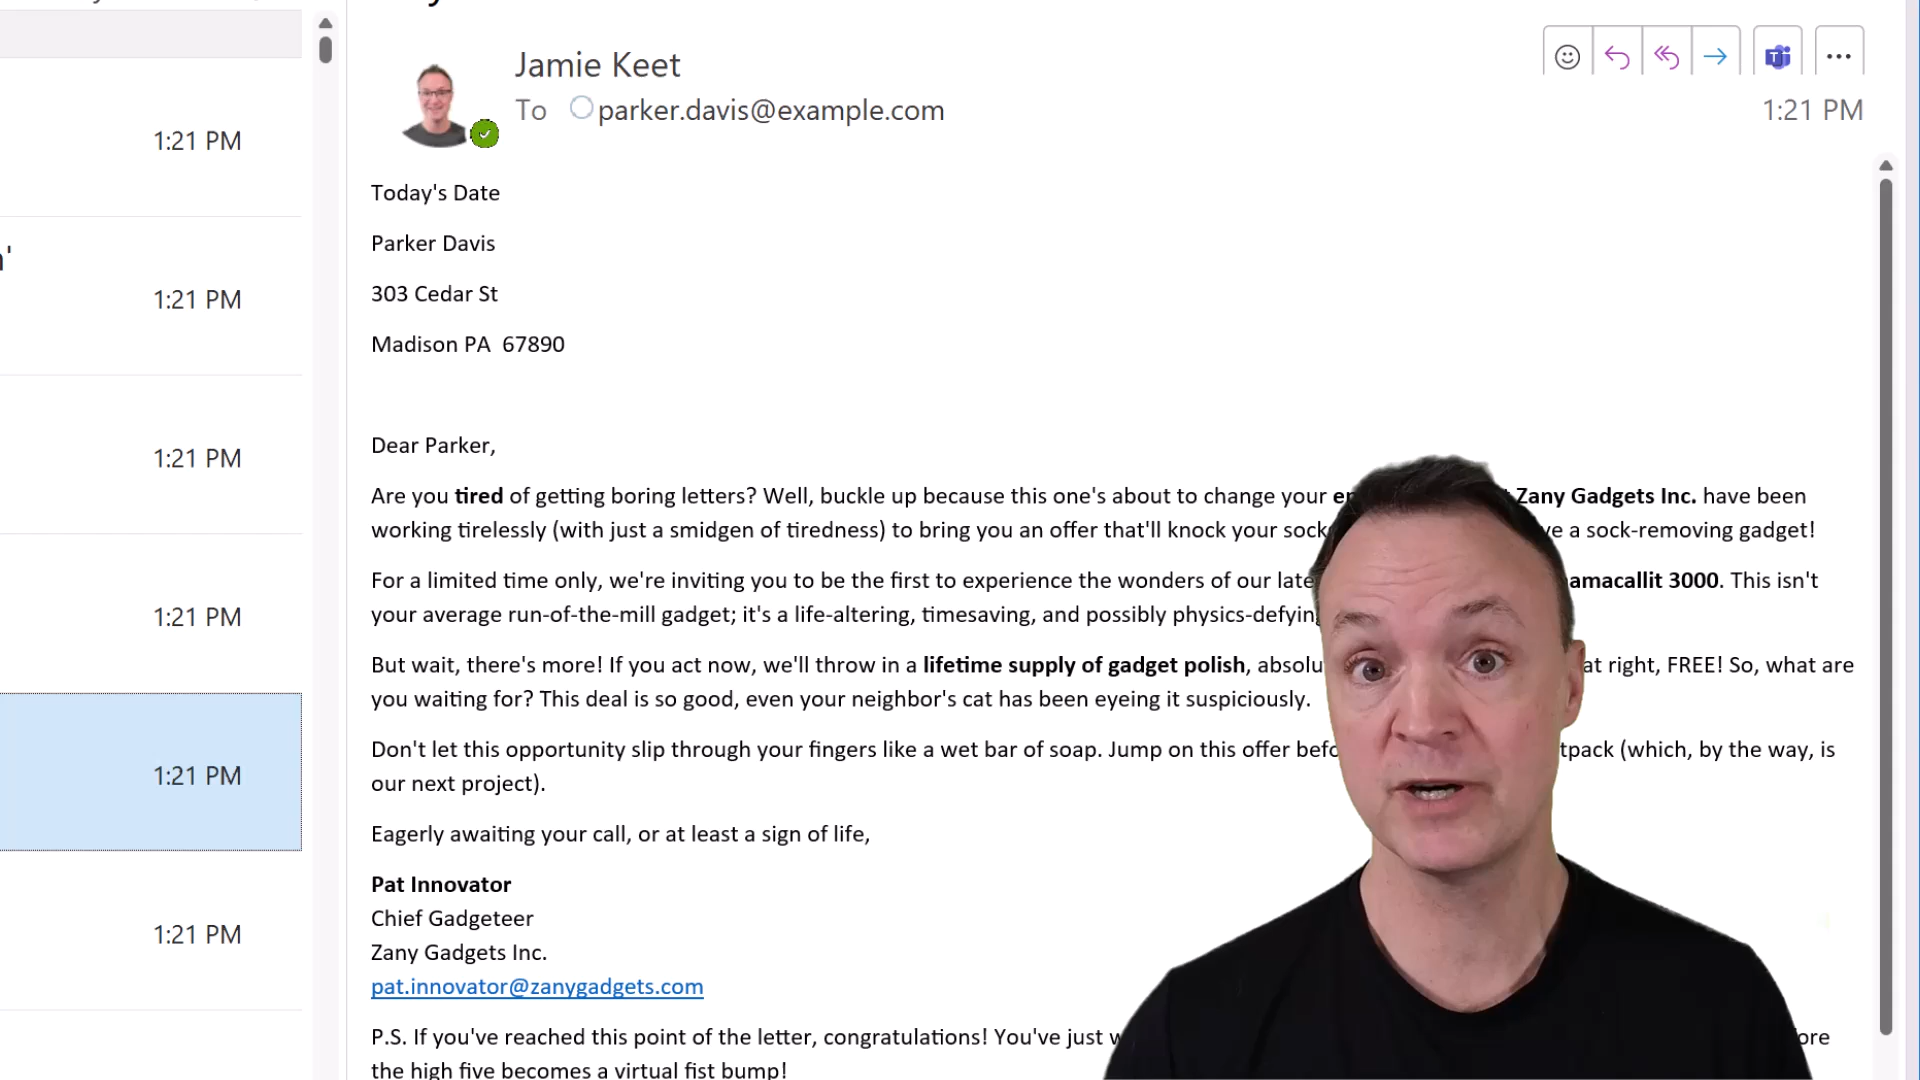 Jamie Keet
To parker.davis@example.com
1:21 PM
1:21 PM
1:21 PM
1:21 PM
1:21 PM
1:21 PM
1:21 PM
Today's Date
Parker Davis
303 Cedar St
Madison PA 67890
Dear Parker,
Are you tired of getting boring letters? Well, buckle up because this one's about to change your Zany Gadgets Inc. have been
working tirelessly (with just a smidgen of tiredness) to bring you an offer that'll knock your a sock-removing gadget!
For a limited time only, we're inviting you to be the first to experience the wonders of our 3000. This isn't
your average run-of-the-mill gadget; it's a life-altering, timesaving, and possibly physics-defying
But wait, there's more! If you act now, we'll throw in a lifetime supply of gadget polish, right, FREE! So, what are
you waiting for? This deal is so good, even your neighbor's cat has been eyeing it suspiciously.
Don't let this opportunity slip through your fingers like a wet bar of soap. Jump on this offer (which, by the way, is
our next project).
Eagerly awaiting your call, or at least a sign of life,
Pat Innovator
Chief Gadgeteer
Zany Gadgets Inc.
pat.innovator@zanygadgets.com
P.S. If you've reached this point of the letter, congratulations! You've just
the high five becomes a virtual fist bump!